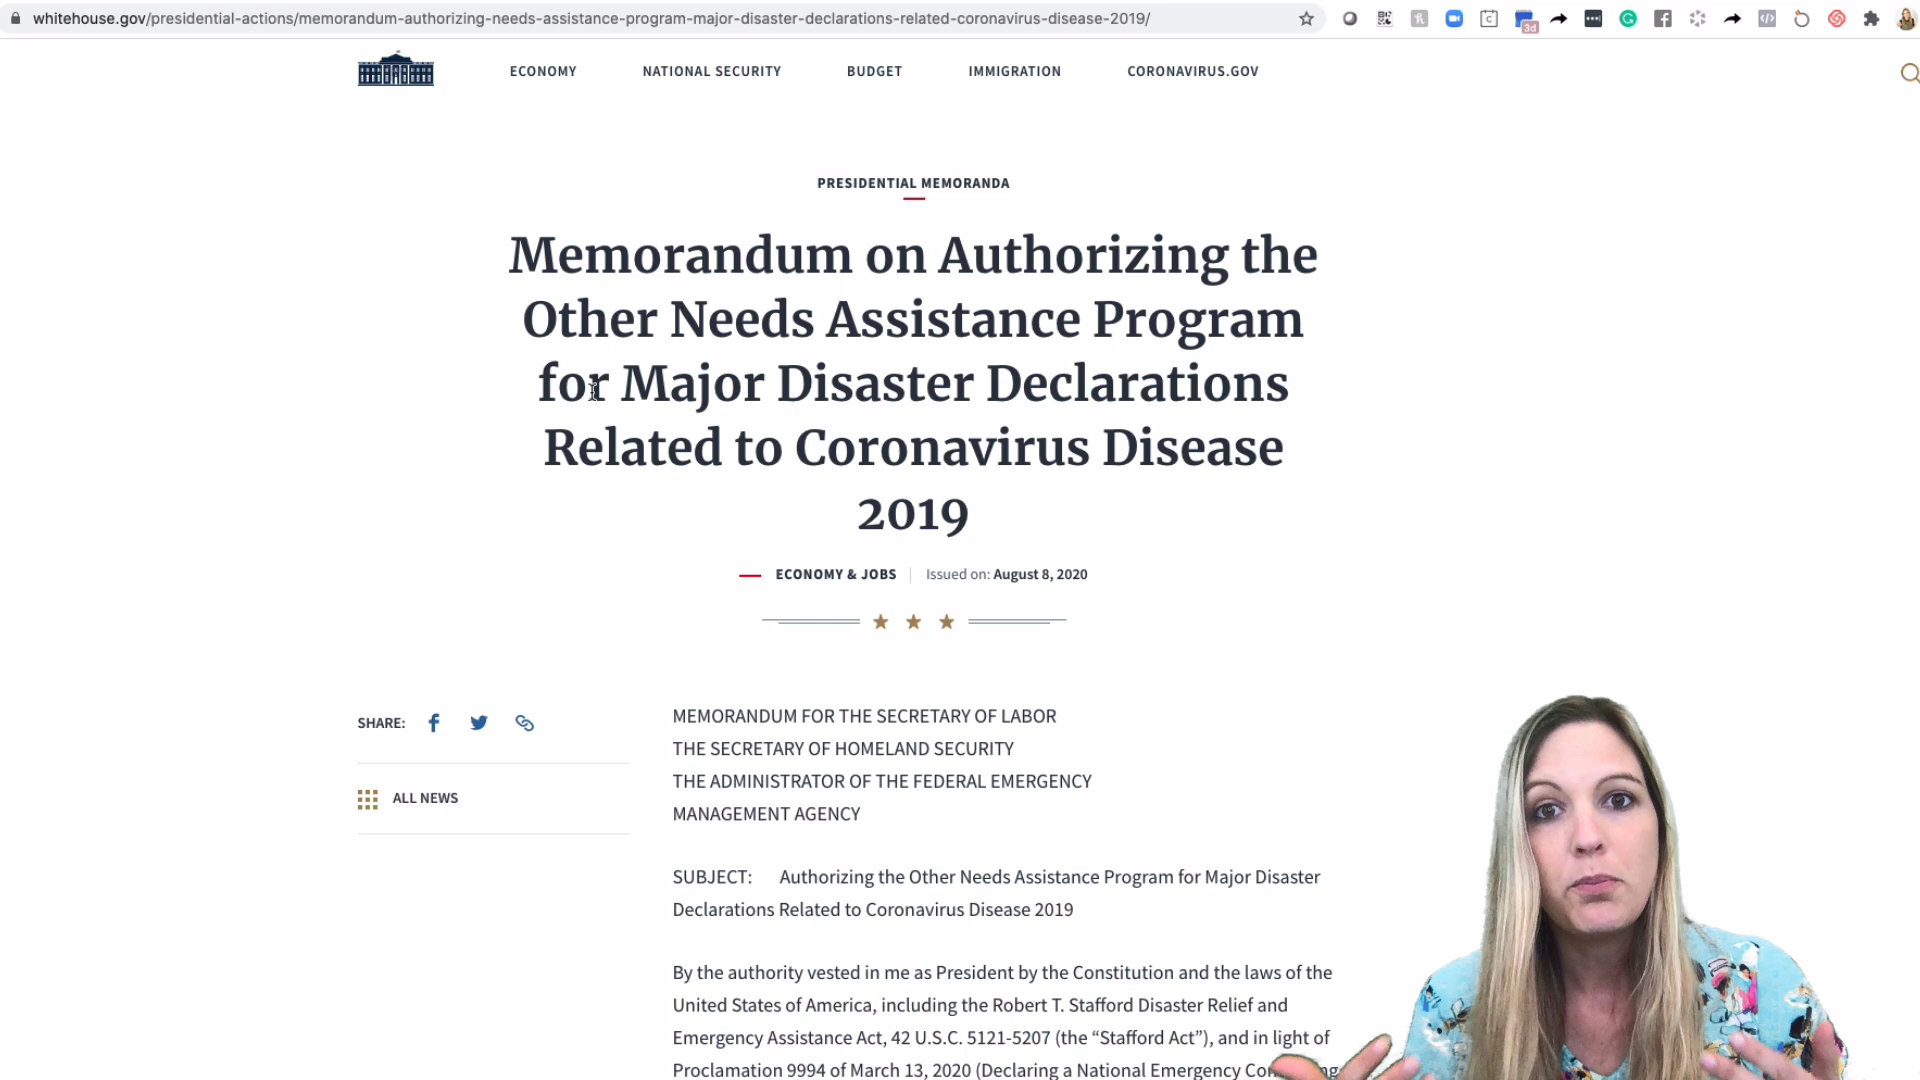 whitehouse.gov/presidential-actions/memorandum-authorizing-needs-assistance-program-major-disaster-declarations-related-coronavirus-disease-2019/
3d
ECONOMY NATIONAL SECURITY BUDGET IMMIGRATION CORONAVIRUS.GOV
PRESIDENTIAL MEMORANDA
Memorandum on Authorizing the
Other Needs Assistance Program
for Major Disaster Declarations
Related to Coronavirus Disease
2019
ECONOMY & JOBS Issued on: August 8, 2020
SHARE:
ALL NEWS
MEMORANDUM FOR THE SECRETARY OF LABOR
THE SECRETARY OF HOMELAND SECURITY
THE ADMINISTRATOR OF THE FEDERAL EMERGENCY
MANAGEMENT AGENCY
SUBJECT: Authorizing the Other Needs Assistance Program for Major Disaster
Declarations Related to Coronavirus Disease 2019
By the authority vested in me as President by the Constitution and the laws of the
United States of America, including the Robert T. Stafford Disaster Relief and
Emergency Assistance Act, 42 U.S.C. 5121-5207 (the “Stafford Act”), and in light of
Proclamation 9994 of March 13, 2020 (Declaring a National Emergency